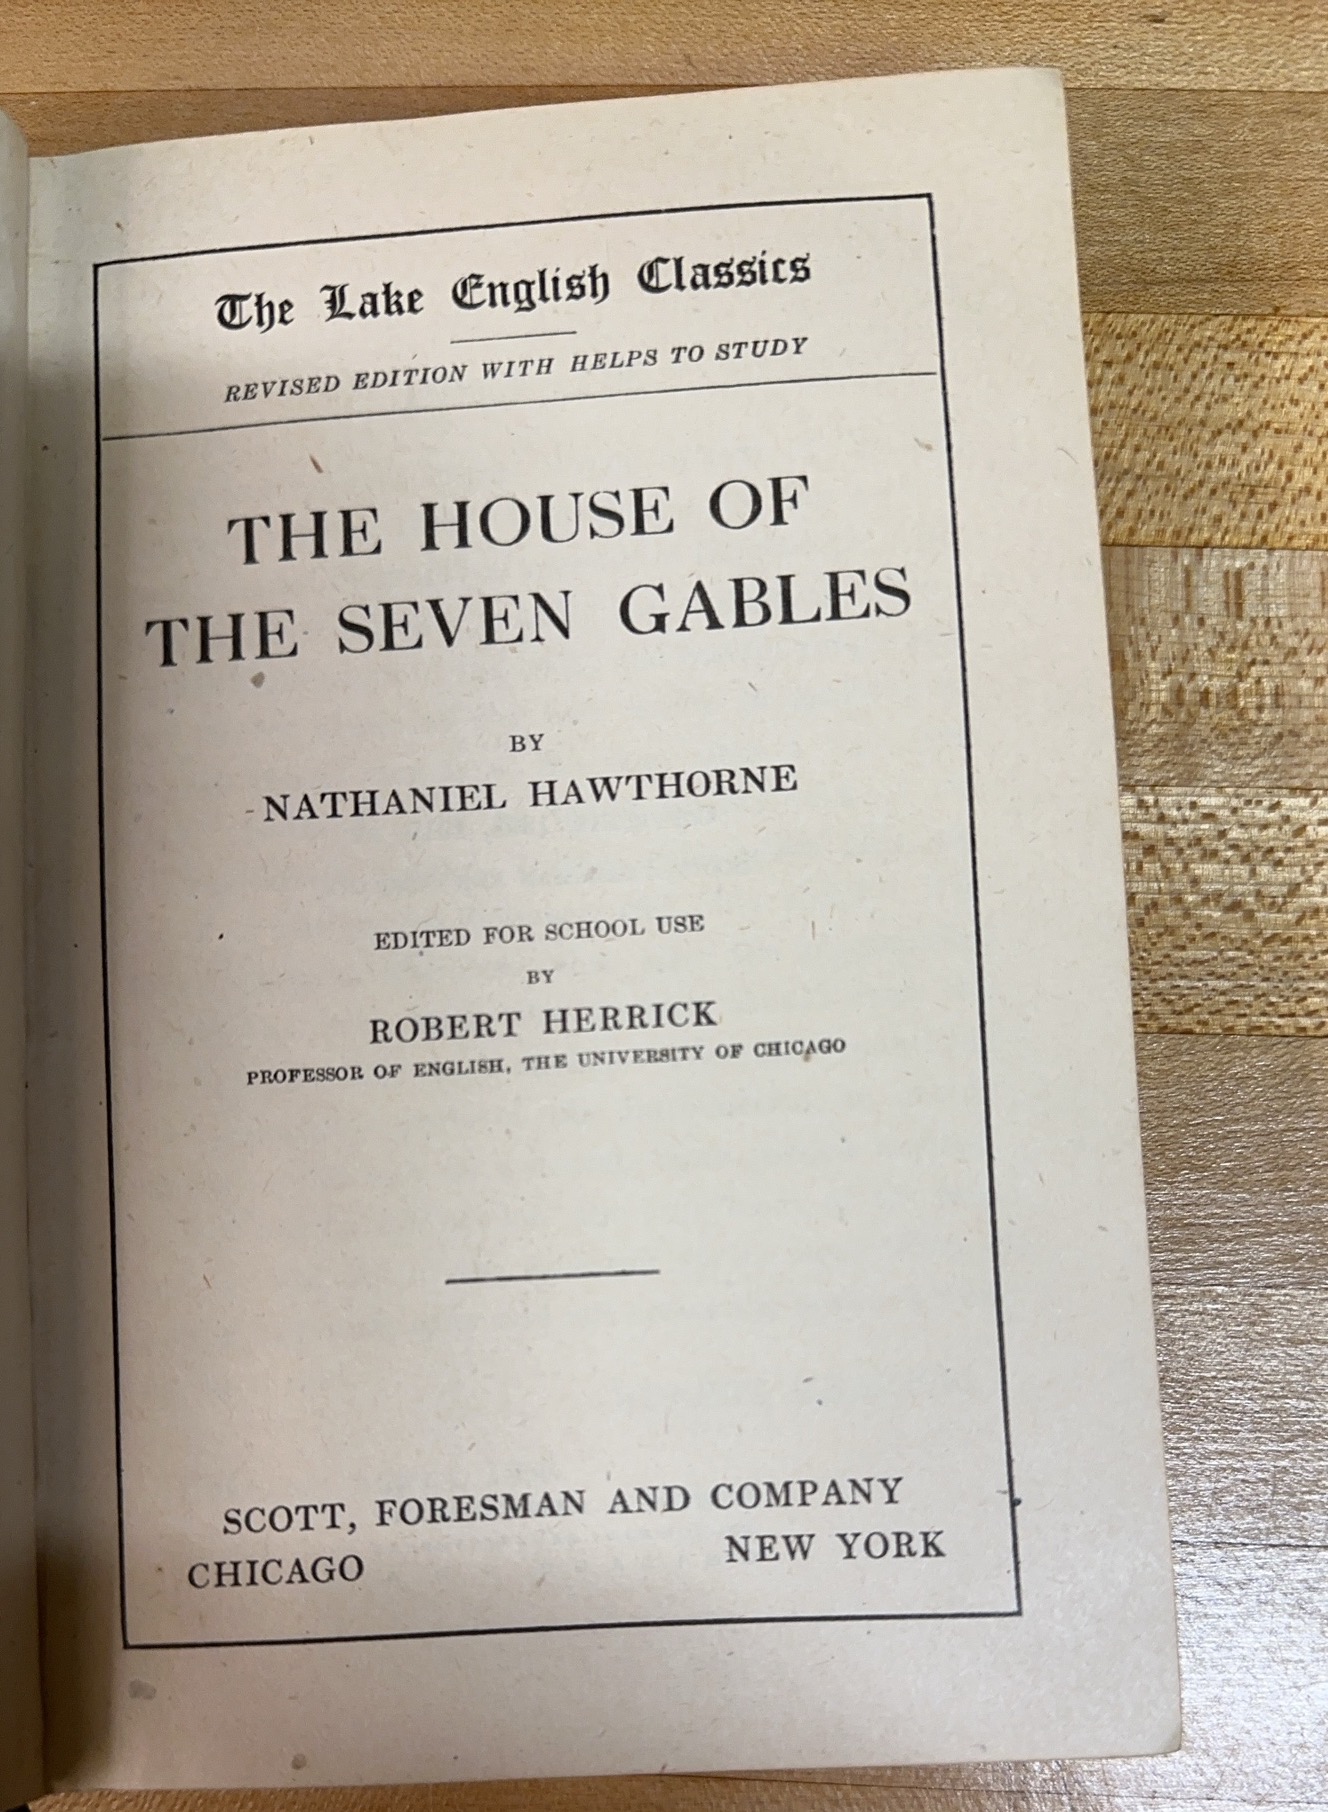 The Lake English Classics
REVISED EDITION WITH HELPS TO STUDY
THE HOUSE OF
THE SEVEN GABLES
BY
NATHANIEL HAWTHORNE
EDITED FOR SCHOOL USE
BY
ROBERT HERRICK
PROFESSOR OF ENGLISH, THE UNIVERSITY OF CHICAGO
SCOTT, FORESMAN AND COMPANY
CHICAGO NEW YORK